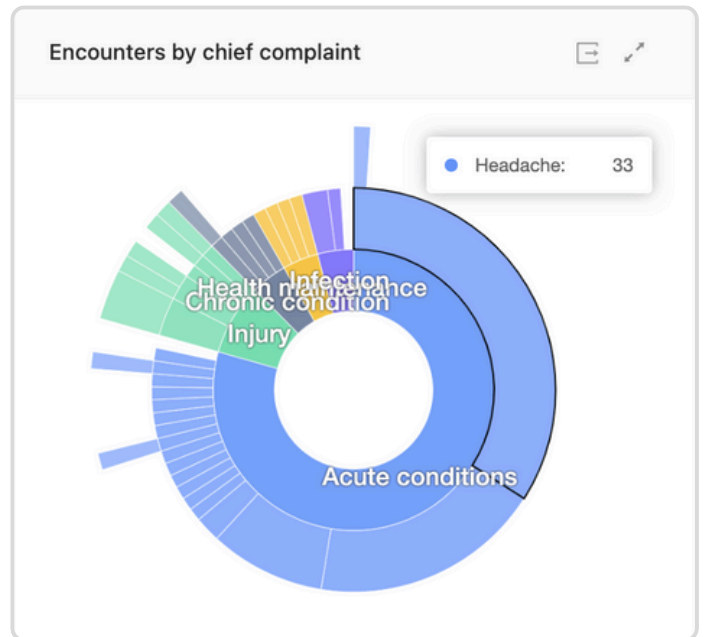 Encounters by chief complaint
Headache: 33
Infection
Health maintenance
Chronic condition
Injury
Acute conditions